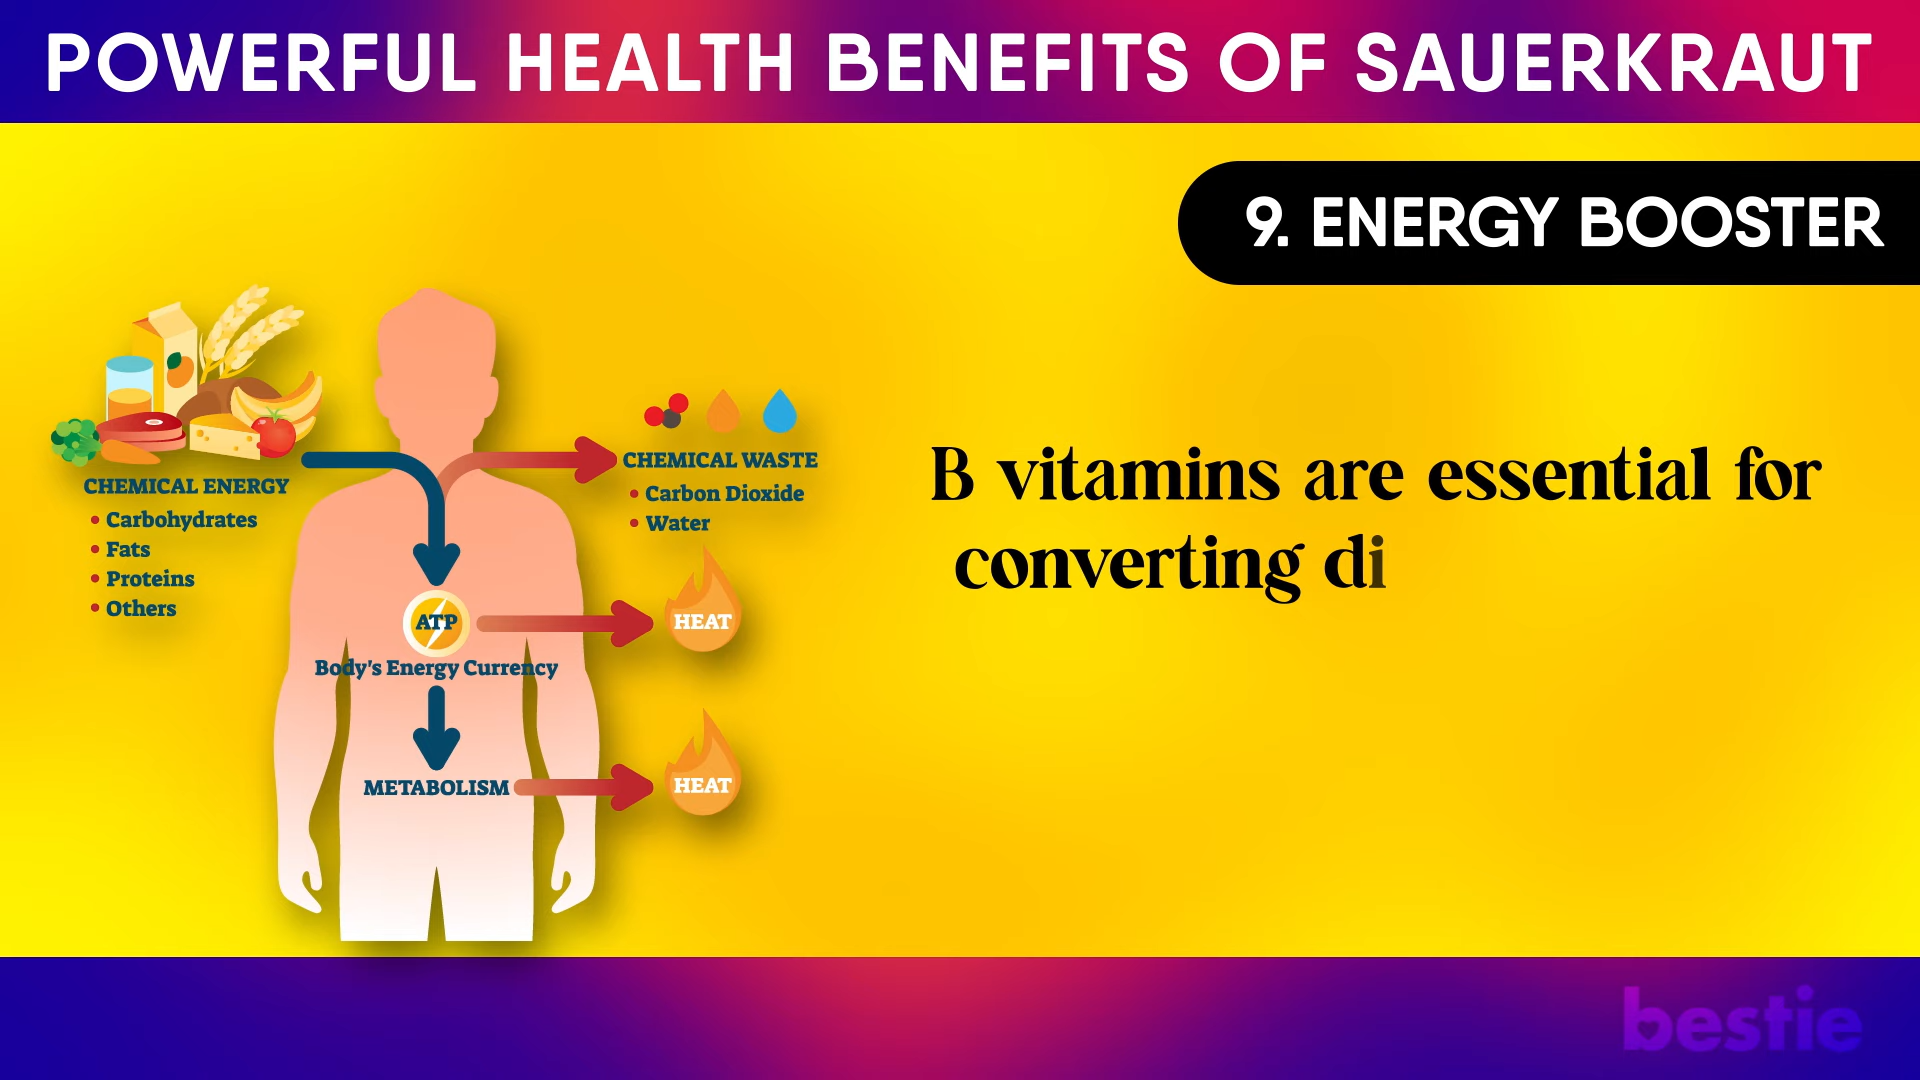 POWERFUL HEALTH BENEFITS OF SAUERKRAUT
9. ENERGY BOOSTER
CHEMICAL ENERGY
• Carbohydrates
• Fats
• Proteins
• Others
CHEMICAL WASTE
• Carbon Dioxide
• Water
ATP
HEAT
Body's Energy Currency
METABOLISM
HEAT
B vitamins are essential for
converting di
bestie